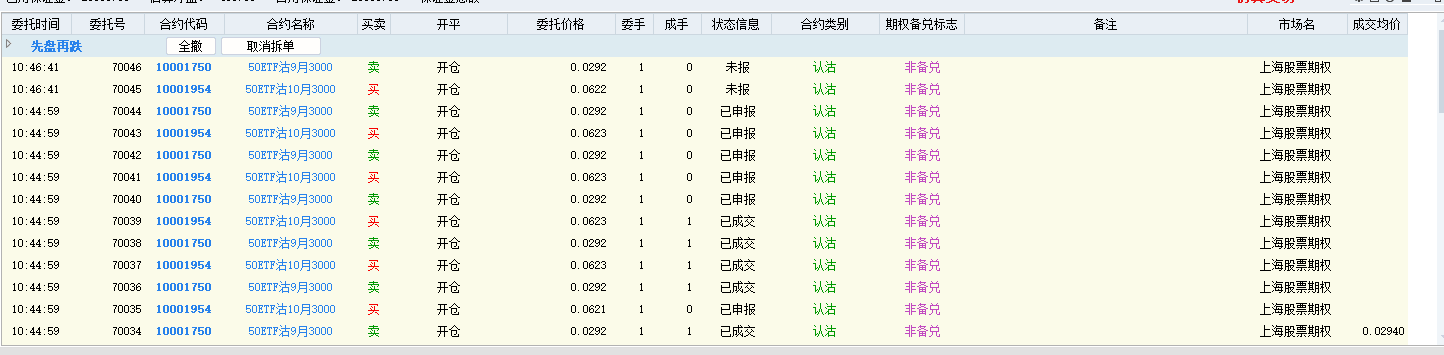 委托时间 委托号 合约代码 合约名称 买卖 开平 委托价格 委手 成手 状态信息 合约类别 期权备兑标志 备注 市场名 成交均价
先盘再跌 全撤 取消拆单
10:46:41 70046 10001750 50ETF沽9月3000 卖 开仓 0.0292 1 0 未报 认沽 非备兑 上海股票期权
10:46:41 70045 10001954 50ETF沽10月3000 买 开仓 0.0622 1 0 未报 认沽 非备兑 上海股票期权
10:44:59 70044 10001750 50ETF沽9月3000 卖 开仓 0.0292 1 0 已申报 认沽 非备兑 上海股票期权
10:44:59 70043 10001954 50ETF沽10月3000 买 开仓 0.0623 1 0 已申报 认沽 非备兑 上海股票期权
10:44:59 70042 10001750 50ETF沽9月3000 卖 开仓 0.0292 1 0 已申报 认沽 非备兑 上海股票期权
10:44:59 70041 10001954 50ETF沽10月3000 买 开仓 0.0623 1 0 已申报 认沽 非备兑 上海股票期权
10:44:59 70040 10001750 50ETF沽9月3000 卖 开仓 0.0292 1 0 已申报 认沽 非备兑 上海股票期权
10:44:59 70039 10001954 50ETF沽10月3000 买 开仓 0.0623 1 1 已成交 认沽 非备兑 上海股票期权
10:44:59 70038 10001750 50ETF沽9月3000 卖 开仓 0.0292 1 1 已成交 认沽 非备兑 上海股票期权
10:44:59 70037 10001954 50ETF沽10月3000 买 开仓 0.0623 1 1 已成交 认沽 非备兑 上海股票期权
10:44:59 70036 10001750 50ETF沽9月3000 卖 开仓 0.0292 1 1 已成交 认沽 非备兑 上海股票期权
10:44:59 70035 10001954 50ETF沽10月3000 买 开仓 0.0621 1 0 已申报 认沽 非备兑 上海股票期权
10:44:59 70034 10001750 50ETF沽9月3000 卖 开仓 0.0292 1 1 已成交 认沽 非备兑 上海股票期权 0.02940